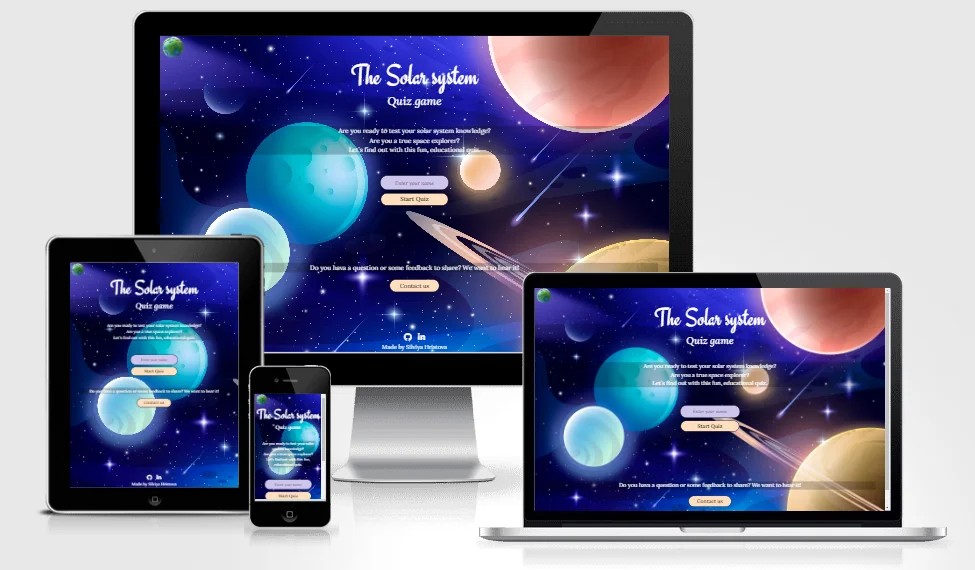 The Solar system
Quiz game
Are you ready to test your solar system knowledge?
Are you a true space explorer?
Let's find out with this fun, educational quiz.
Enter your name
Start Quiz
Do you have a question or some feedback to share? We want to hear it!
Contact us
in
Made by Silviya Hristova
The Solar system
Quiz game
Are you ready to test your solar system knowledge?
Are you a true space explorer?
Let's find out with this fun, educational quiz.
Enter your name
Start Quiz
Do you have a question or some feedback to share? We want to hear it!
Contact us
in
Made by Silviya Hristova
The Solar system
Quiz game
Are you ready to test your solar
system knowledge?
Are you a true space explorer?
Let's find out with this fun,
educational quiz.
Enter your name
Start Quiz
The Solar system
Quiz game
Are you ready to test your solar system knowledge?
Are you a true space explorer?
Let's find out with this fun, educational quiz.
Enter your name
Start Quiz
Do you have a question or some feedback to share? We want to hear it!
Contact us